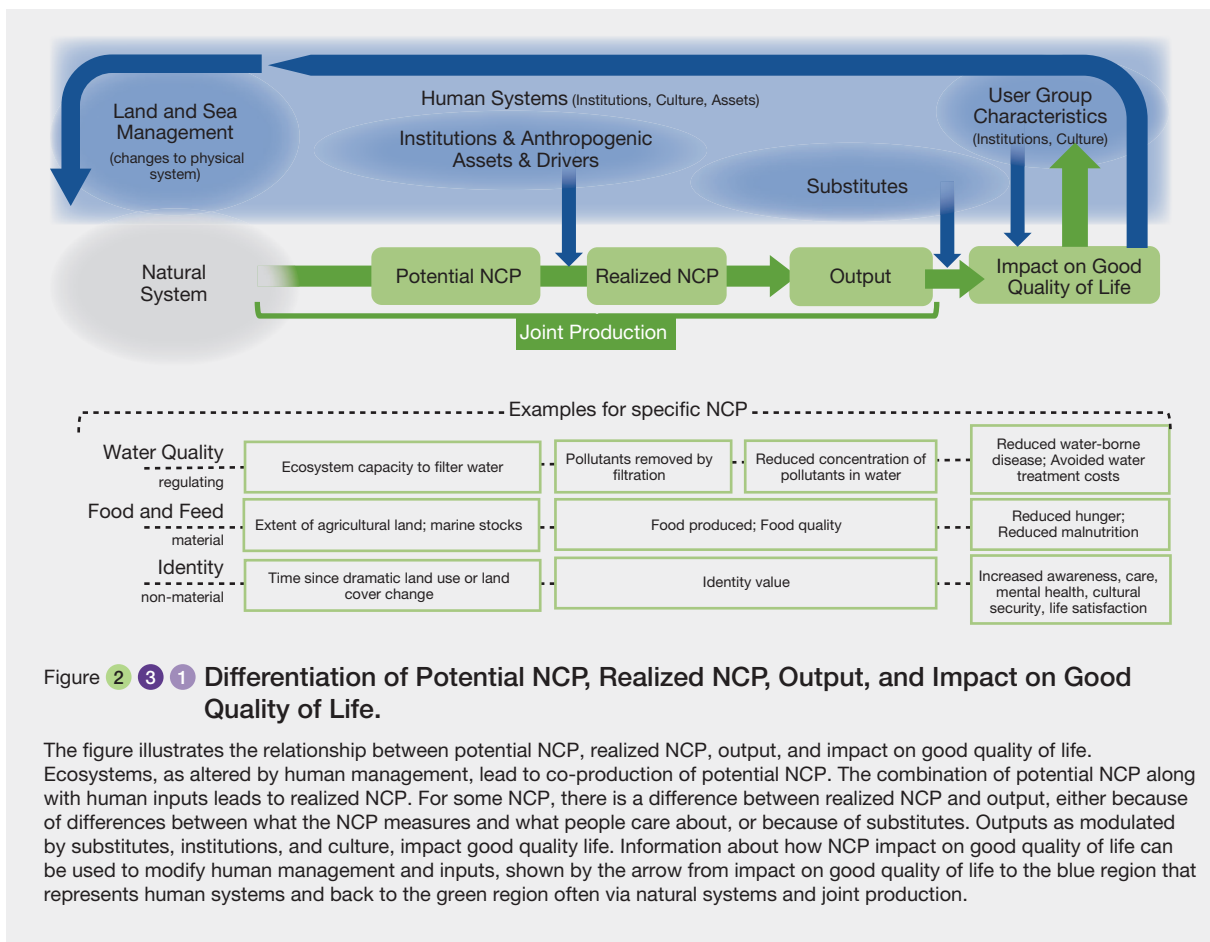 Land and Sea
Management
(changes to physical
system)
Human Systems (Institutions, Culture, Assets)
Institutions & Anthropogenic
Assets & Drivers
Substitutes
User Group
Characteristics
(Institutions, Culture)
Natural
System
Potential NCP
Realized NCP
Output
Impact on Good
Quality of Life
Joint Production
Examples for specific NCP
Water Quality
regulating
Ecosystem capacity to filter water
Pollutants removed by
filtration
Reduced concentration of
pollutants in water
Reduced water-borne
disease; Avoided water
treatment costs
Food and Feed
material
Extent of agricultural land; marine stocks
Food produced; Food quality
Reduced hunger;
Reduced malnutrition
Identity
non-material
Time since dramatic land use or land
cover change
Identity value
Increased awareness, care,
mental health, cultural
security, life satisfaction
Figure 2 3 1 Differentiation of Potential NCP, Realized NCP, Output, and Impact on Good
Quality of Life.
The figure illustrates the relationship between potential NCP, realized NCP, output, and impact on good quality of life.
Ecosystems, as altered by human management, lead to co-production of potential NCP. The combination of potential NCP along
with human inputs leads to realized NCP. For some NCP, there is a difference between realized NCP and output, either because
of differences between what the NCP measures and what people care about, or because of substitutes. Outputs as modulated
by substitutes, institutions, and culture, impact good quality life. Information about how NCP impact on good quality of life can
be used to modify human management and inputs, shown by the arrow from impact on good quality of life to the blue region that
represents human systems and back to the green region often via natural systems and joint production.